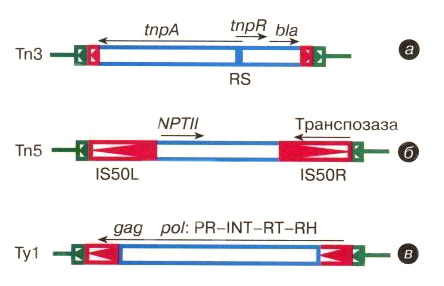 tnpA tnpR bla
Tn3 а
RS
NPTII Транспозаза
Tn5 б
IS50L IS50R
gag pol: PR–INT–RT–RH
Ty1 в